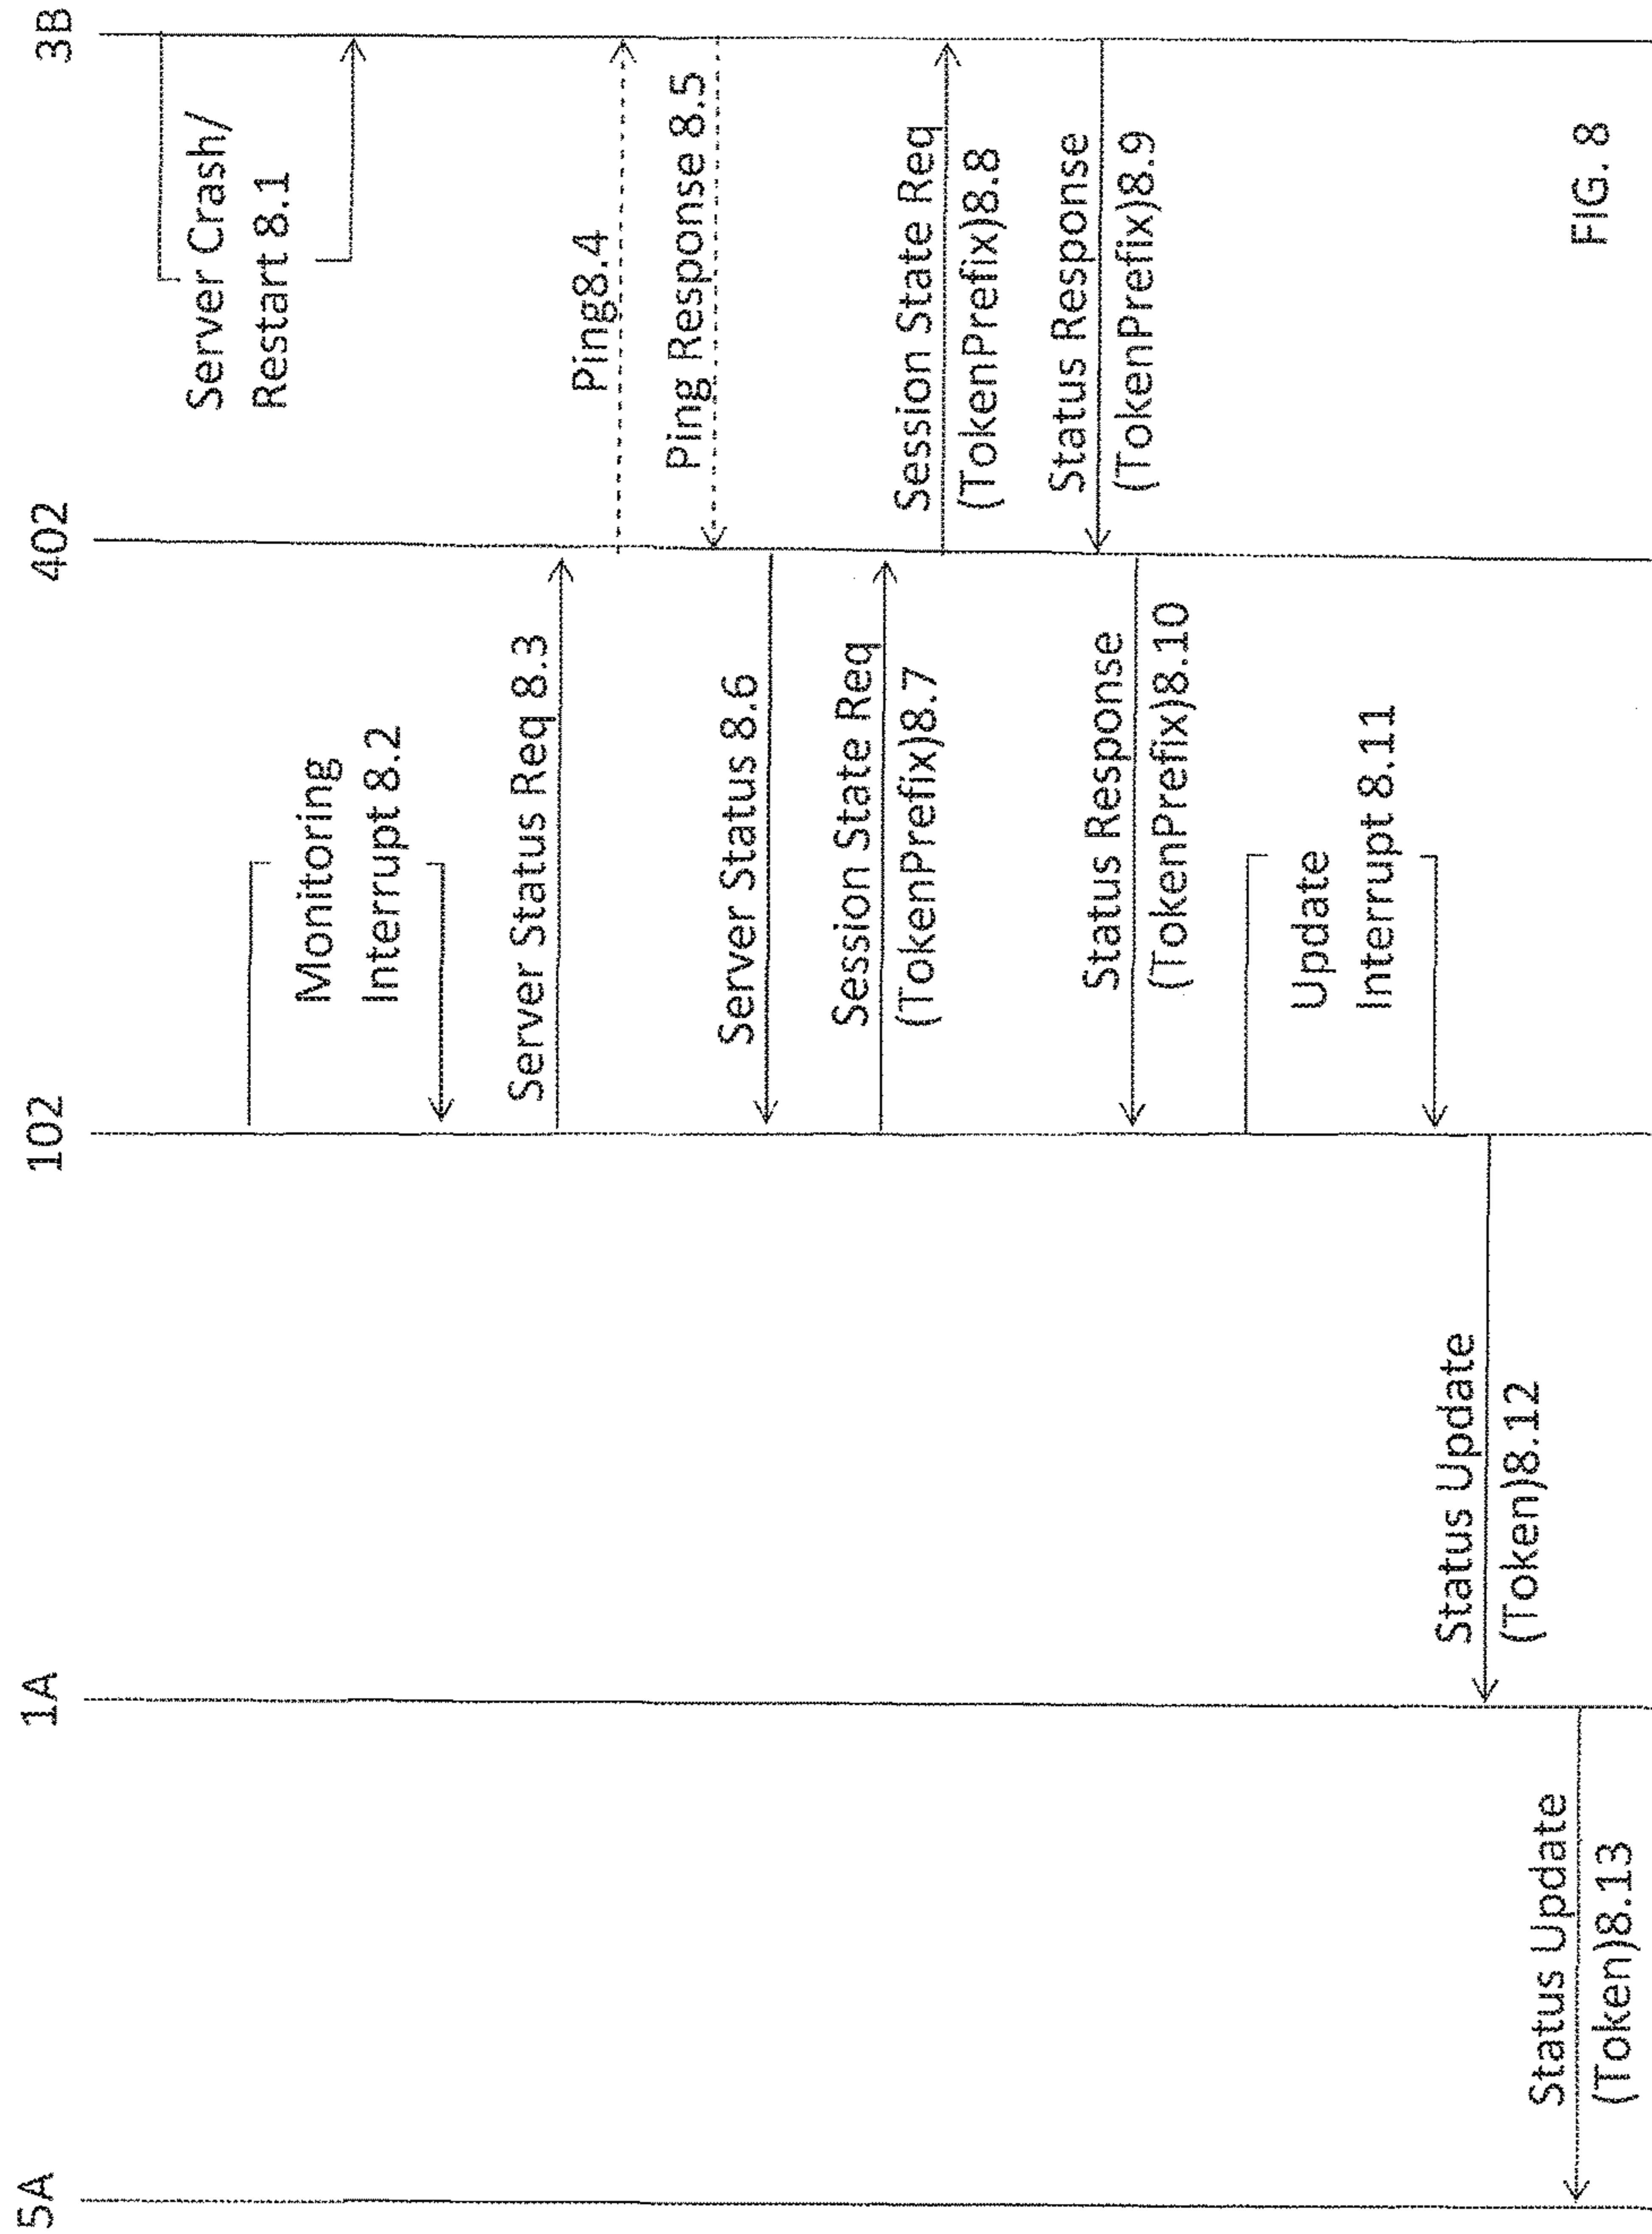 5A
1A
102
402
3B
Server Crash/
Restart 8.1
Monitoring
Interrupt 8.2
Server Status Req 8.3
Ping8.4
Ping Response 8.5
Server Status 8.6
Session State Req
(TokenPrefix)8.7
Session State Req
(TokenPrefix)8.8
Status Response
(TokenPrefix)8.9
Status Response
(TokenPrefix)8.10
Update
Interrupt 8.11
Status Update
(Token)8.12
Status Update
(Token)8.13
FIG. 8